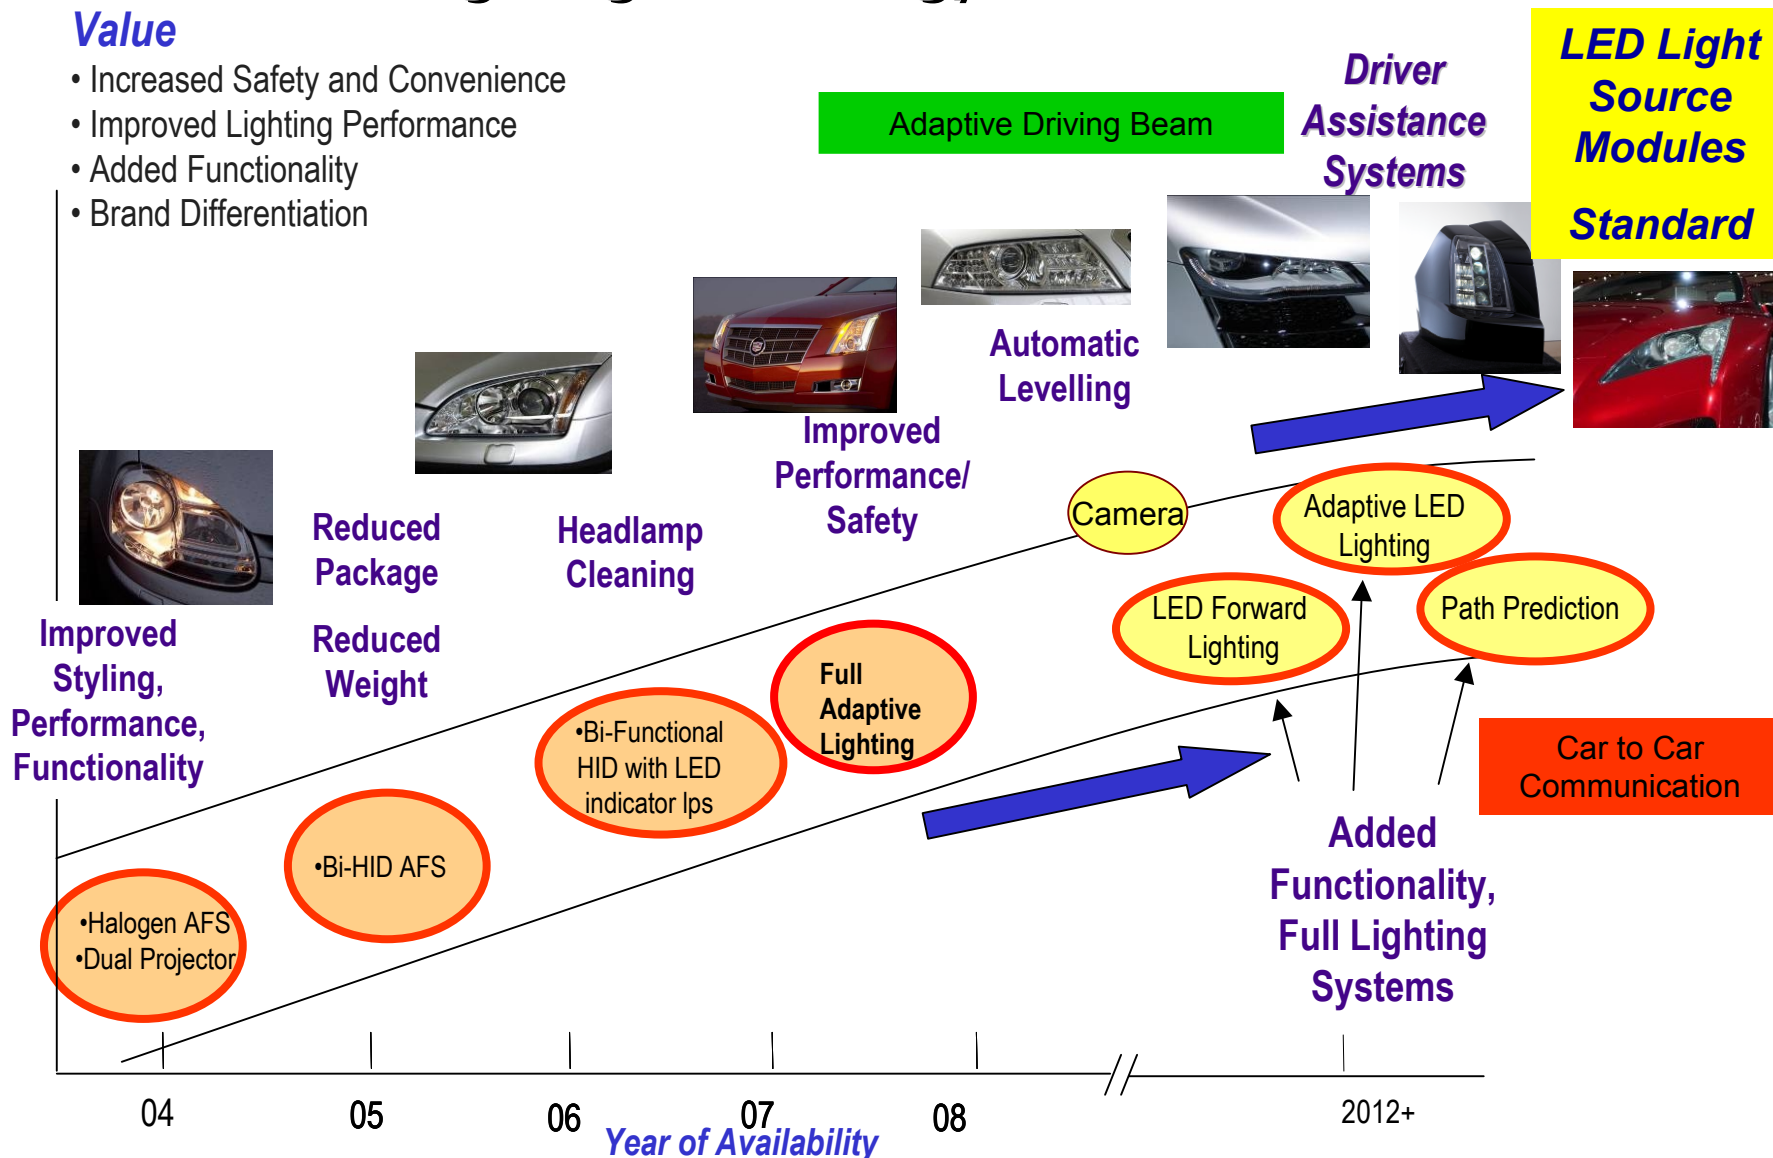 Value
• Increased Safety and Convenience
• Improved Lighting Performance
• Added Functionality
• Brand Differentiation
Adaptive Driving Beam
Driver
Assistance
Systems
LED Light
Source
Modules
Standard
Automatic
Levelling
Improved
Performance/
Safety
Headlamp
Cleaning
Reduced
Package
Reduced
Weight
Improved
Styling,
Performance,
Functionality
Camera
Adaptive LED
Lighting
LED Forward
Lighting
Path Prediction
Full
Adaptive
Lighting
•Bi-Functional
HID with LED
indicator lps
•Bi-HID AFS
•Halogen AFS
•Dual Projector
Car to Car
Communication
Added
Functionality,
Full Lighting
Systems
04
05
06
07
08
2012+
Year of Availability